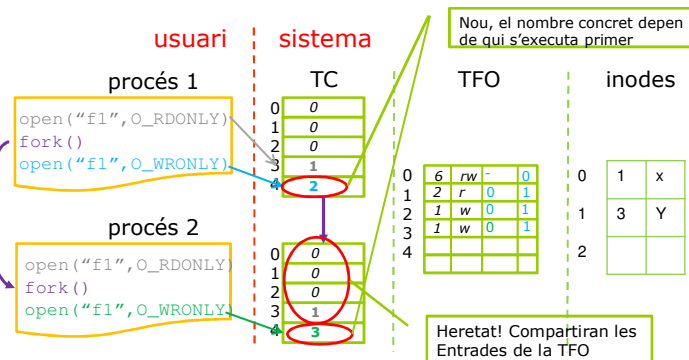 usuari
sistema
Nou, el nombre concret depen
de qui s’executa primer
procés 1
TC
TFO
inodes
open(“f1”,O_RDONLY)
fork()
open(“f1”,O_WRONLY)
0 0
1 0
2 0
3 1
4 2
0 6 rw - 0
1 2 r 0 1
2 1 w 0 1
3 1 w 0 1
4
0 1 x
1 3 Y
2
procés 2
open(“f1”,O_RDONLY)
fork()
open(“f1”,O_WRONLY)
0 0
1 0
2 0
3 1
4 3
Heretat! Compartiran les
Entrades de la TFO